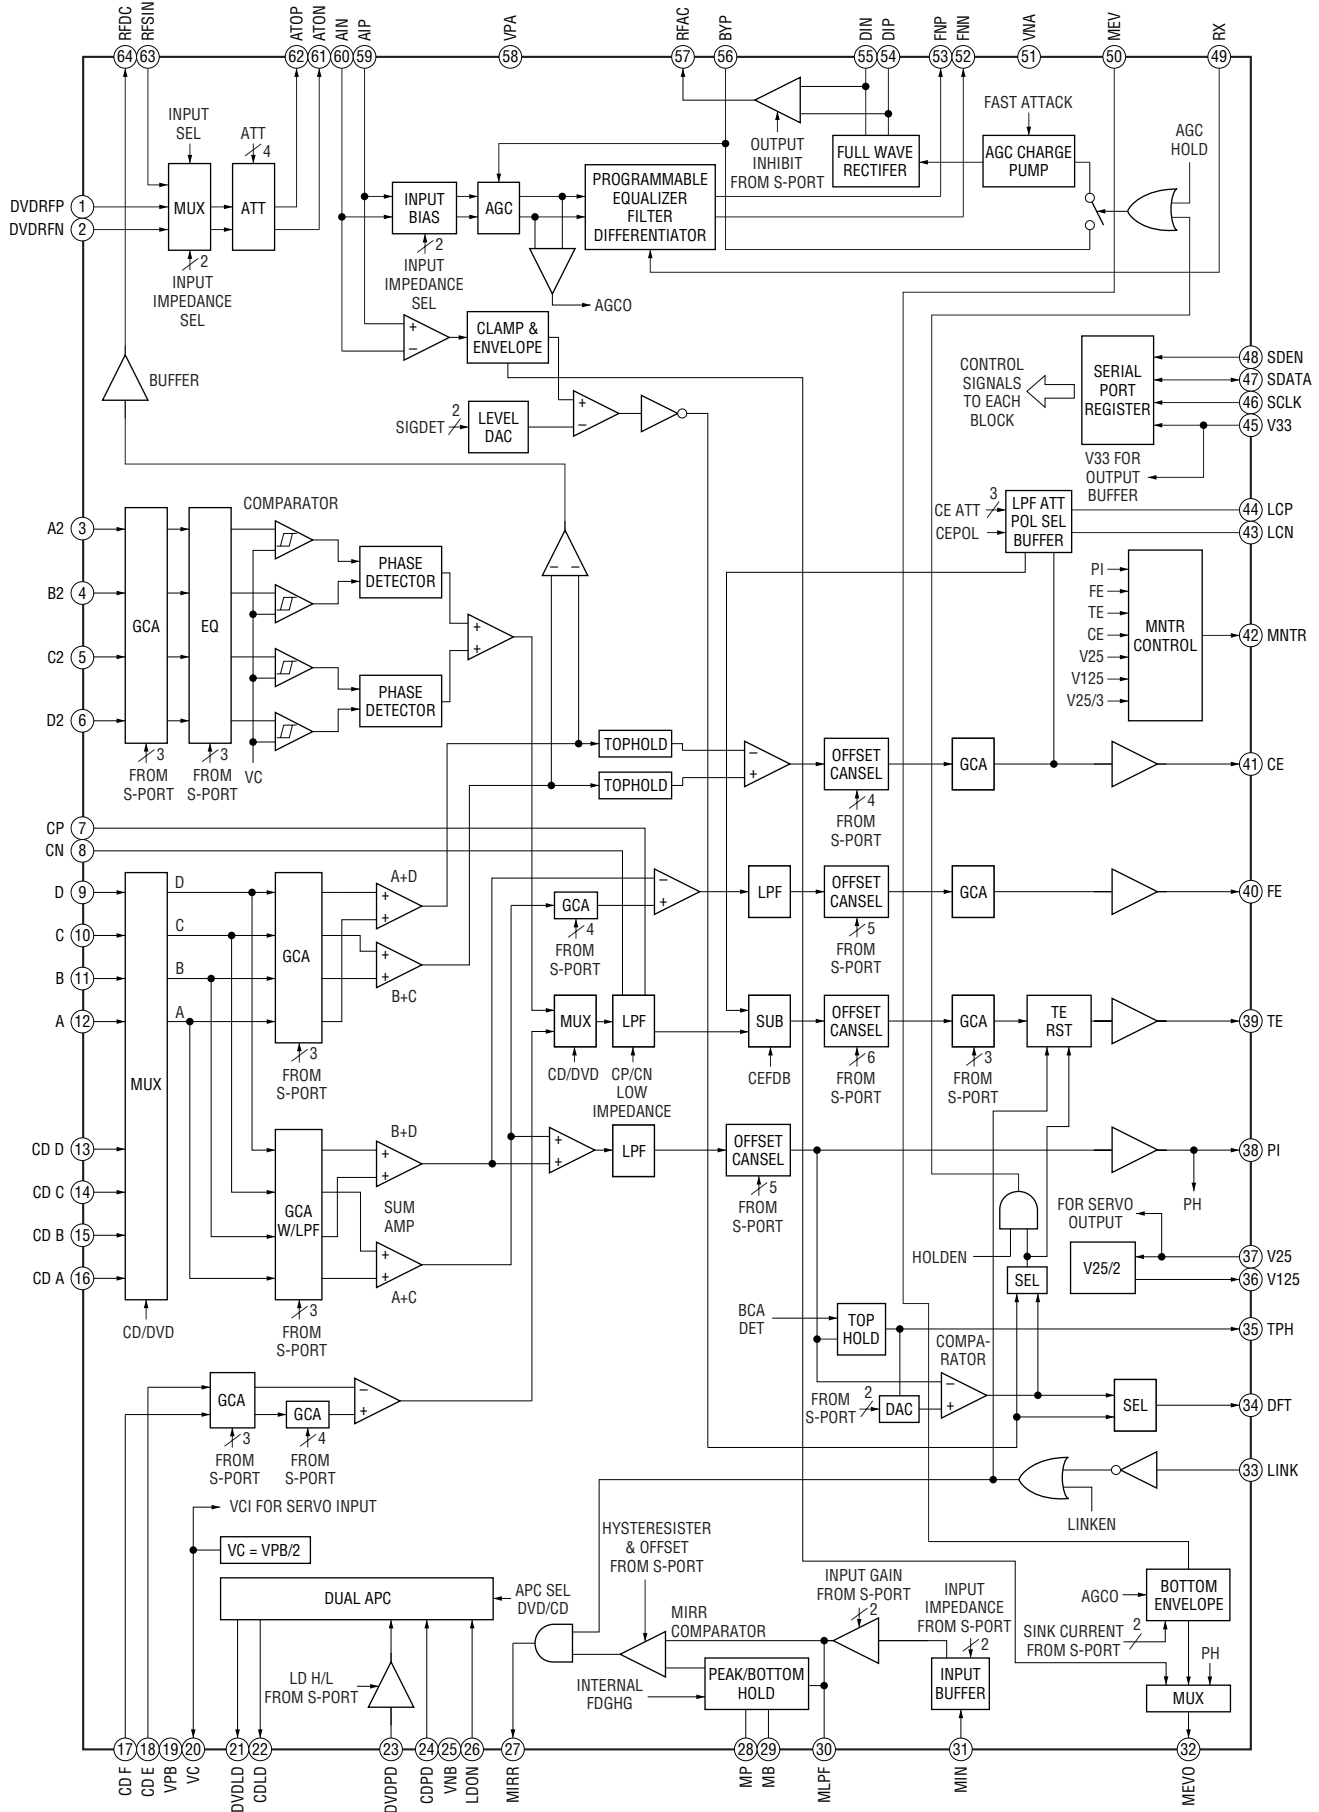 RFDC
RFSIN
ATOP
ATON
AIN
AIP
VPA
RFAC
BYP
DIN
DIP
FNP
FNN
VNA
MEV
RX
64
63
62
61
60
59
58
57
56
55
54
53
52
51
50
49
INPUT
SEL
ATT
4
MUX
ATT
DVDRFP
1
DVDRFN
2
2
INPUT
IMPEDANCE
SEL
INPUT
BIAS
2
INPUT
IMPEDANCE
SEL
AGC
PROGRAMMABLE
EQUALIZER
FILTER
DIFFERENTIATOR
AGCO
OUTPUT
INHIBIT
FROM S-PORT
FULL WAVE
RECTIFER
FAST ATTACK
AGC CHARGE
PUMP
AGC
HOLD
+
−
CLAMP &
ENVELOPE
BUFFER
SIGDET
2
LEVEL
DAC
+
−
CONTROL
SIGNALS
TO EACH
BLOCK
SERIAL
PORT
REGISTER
48 SDEN
47 SDATA
46 SCLK
45 V33
V33 FOR
OUTPUT
BUFFER
CE ATT
3
CEPOL
LPF ATT
POL SEL
BUFFER
44 LCP
43 LCN
PI
FE
TE
CE
V25
V125
V25/3
MNTR
CONTROL
42 MNTR
COMPARATOR
A2
3
B2
4
C2
5
D2
6
GCA
EQ
3
FROM
S-PORT
3
FROM
S-PORT
VC
PHASE
DETECTOR
PHASE
DETECTOR
+
+
− −
TOPHOLD
TOPHOLD
−
+
OFFSET
CANSEL
4
FROM
S-PORT
GCA
41 CE
CP
7
CN
8
D
9
C
10
B
11
A
12
CD D
13
CD C
14
CD B
15
CD A
16
MUX
CD/DVD
D
C
B
A
GCA
3
FROM
S-PORT
A+D
+
+
+
+
B+C
GCA
4
FROM
S-PORT
−
+
LPF
OFFSET
CANSEL
5
FROM
S-PORT
GCA
40 FE
MUX
CD/DVD
LPF
CP/CN
LOW
IMPEDANCE
SUB
CEFDB
OFFSET
CANSEL
6
FROM
S-PORT
GCA
3
FROM
S-PORT
TE
RST
39 TE
GCA
W/LPF
3
FROM
S-PORT
B+D
+
+
SUM
AMP
+
+
A+C
+
+
LPF
OFFSET
CANSEL
5
FROM
S-PORT
38 PI
PH
FOR SERVO
OUTPUT
HOLDEN
SEL
V25/2
37 V25
36 V125
BCA
DET
TOP
HOLD
35 TPH
COMPA-
RATOR
FROM
S-PORT
2
DAC
−
+
SEL
34 DFT
GCA
3
FROM
S-PORT
GCA
4
FROM
S-PORT
−
+
33 LINK
LINKEN
VCI FOR SERVO INPUT
VC = VPB/2
DUAL APC
APC SEL
DVD/CD
LD H/L
FROM S-PORT
HYSTERESISTER
& OFFSET
FROM S-PORT
MIRR
COMPARATOR
INTERNAL
FDGHG
PEAK/BOTTOM
HOLD
INPUT GAIN
FROM S-PORT
2
INPUT
IMPEDANCE
FROM S-PORT
2
INPUT
BUFFER
AGCO
BOTTOM
ENVELOPE
SINK CURRENT
FROM S-PORT
2
PH
MUX
17
18
19
20
21
22
23
24
25
26
27
28
29
30
31
32
CD F
CD E
VPB
VC
DVDLD
CDLD
DVDPD
CDPD
VNB
LDON
MIRR
MP
MB
MLPF
MIN
MEVO